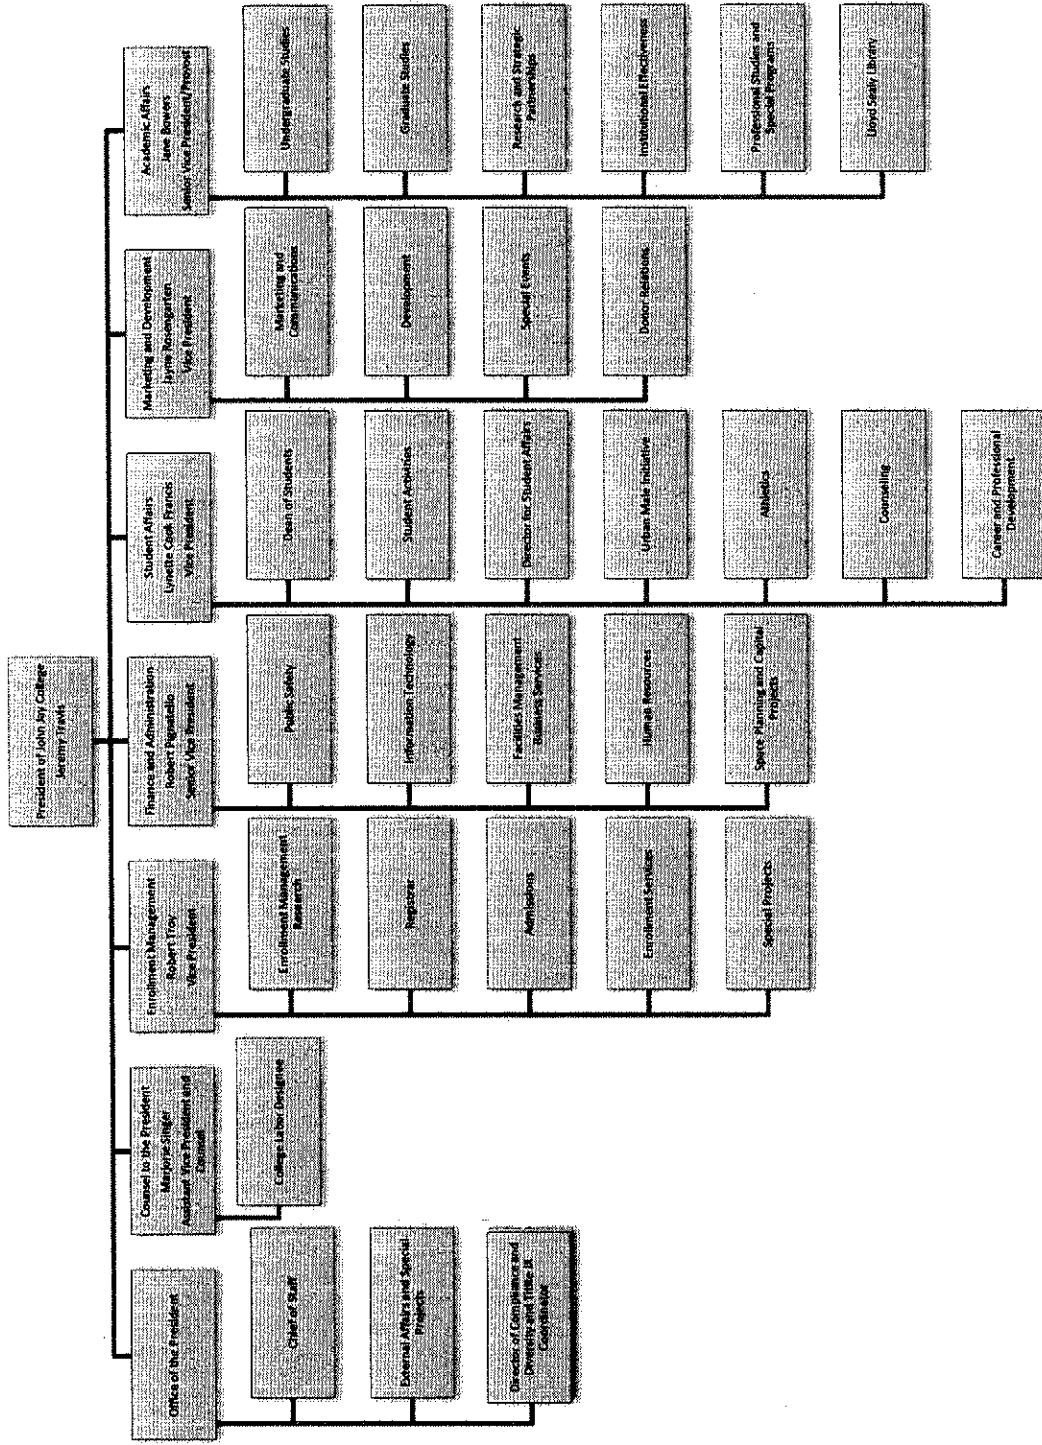 President of John Jay College
Jeremy Travis
Office of the President
Chief of Staff
External Affairs and Special
Projects
Director of Compliance and
Diversity and Title IX
Coordinator
Counsel to the President
Marjorie Singer
Assistant Vice President and
Counsel
College Labor Designee
Enrollment Management
Robert Troy
Vice President
Enrollment Management
Research
Registrar
Admissions
Enrollment Services
Special Projects
Finance and Administration
Robert Pignatello
Senior Vice President
Public Safety
Information Technology
Facilities Management
Business Services
Human Resources
Space Planning and Capital
Projects
Student Affairs
Lynette Cook Francis
Vice President
Dean of Students
Student Activities
Director for Student Affairs
Urban Male Initiative
Athletics
Counseling
Career and Professional
Development
Marketing and Development
Jayne Rosengarten
Vice President
Marketing and
Communications
Development
Special Events
Donor Relations
Academic Affairs
Jane Bowers
Senior Vice President/Provost
Undergraduate Studies
Graduate Studies
Research and Strategic
Partnerships
Institutional Effectiveness
Professional Studies and
Special Programs
Lloyd Sealy Library